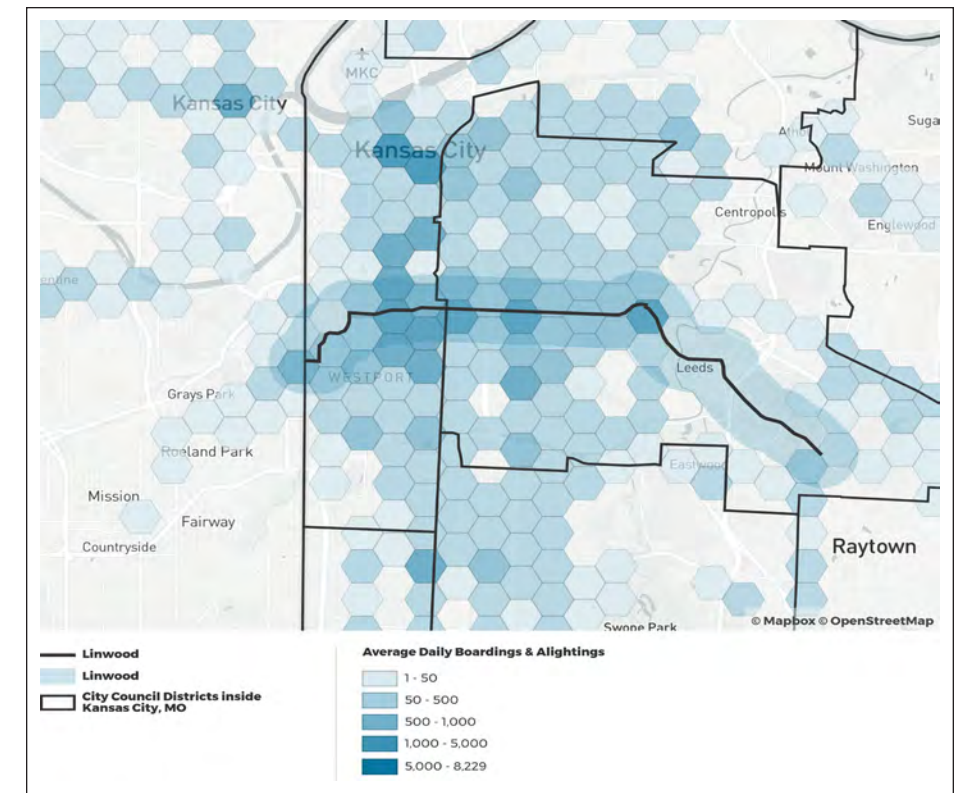 MKC
Kansas City
Kansas City
Suga
Mount Washington
Centropolis
Englewood
entine
Leeds
WESTPORT
Grays Park
Roeland Park
Eastwood
Mission
Fairway
Countryside
Raytown
Swope Park
© Mapbox © OpenStreetMap
Linwood
Linwood
City Council Districts inside
Kansas City, MO
Average Daily Boardings & Alightings
1 - 50
50 - 500
500 - 1,000
1,000 - 5,000
5,000 - 8,229